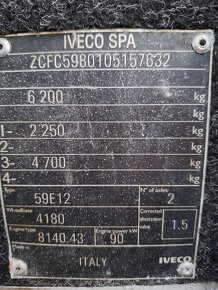 IVECO SPA
ZCFC5980105157632
kg
6 200 kg
kg
1- 2 250 kg
2- kg
3- 4 700 kg
4- kg
Type N° of axles
59E12 2
Wheelbase Corrected absorption value
4180 1.5
Engine type Engine power kW
8140.43 90
ITALY IVECO